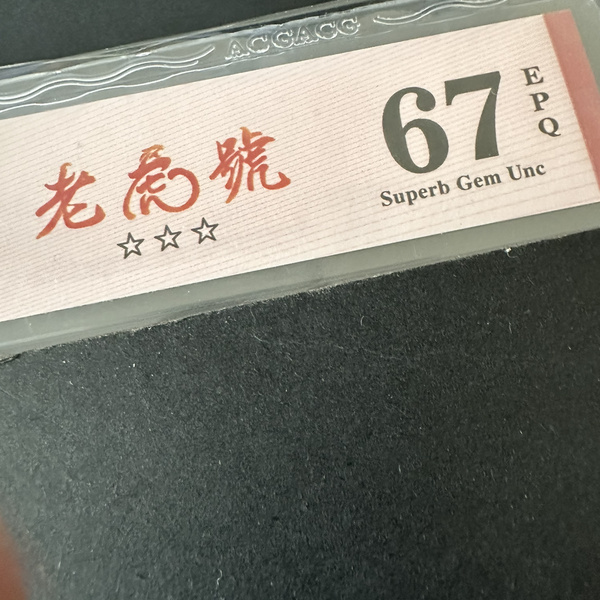 ACGACG
老虎號
☆☆☆
67
EPQ
Superb Gem Unc